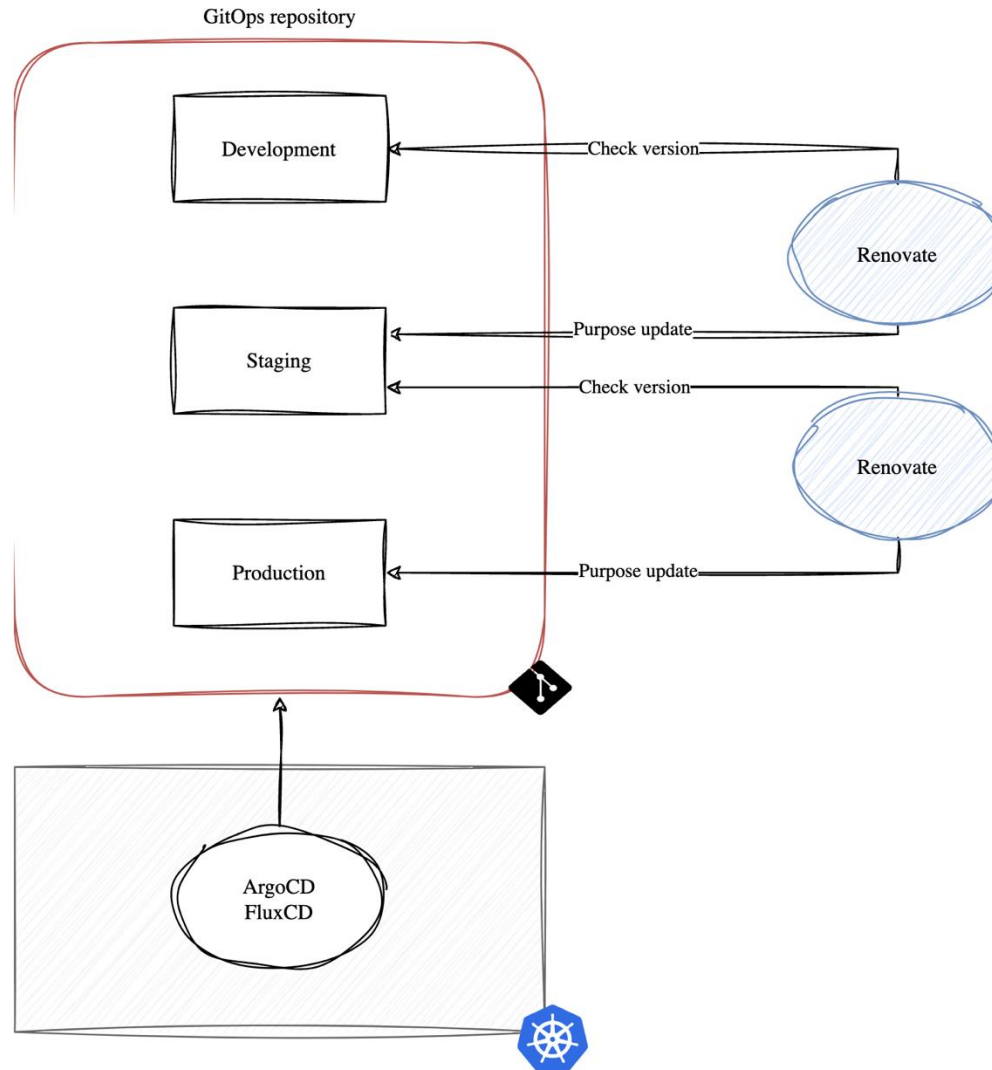 GitOps repository
Development
Check version
Renovate
Staging
Purpose update
Check version
Renovate
Production
Purpose update
ArgoCD
FluxCD